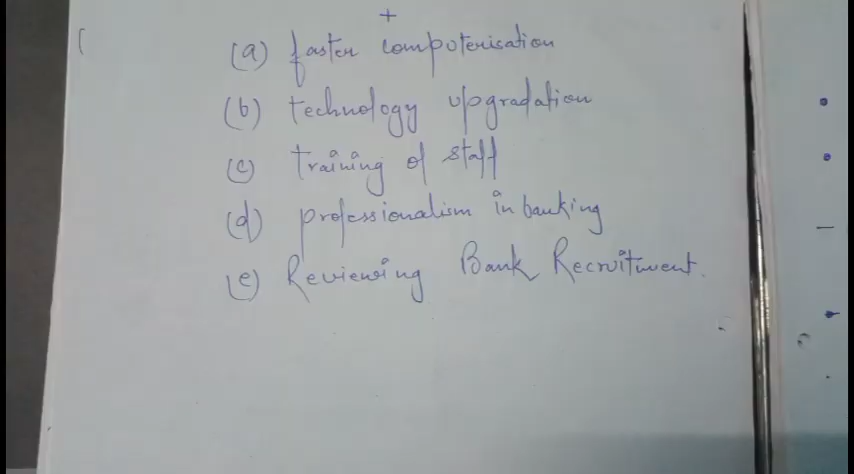 +
(a) faster computerisation
(b) technology upgradation
(c) training of staff
(d) professionalism in banking
(e) Reviewing Bank Recruitment.